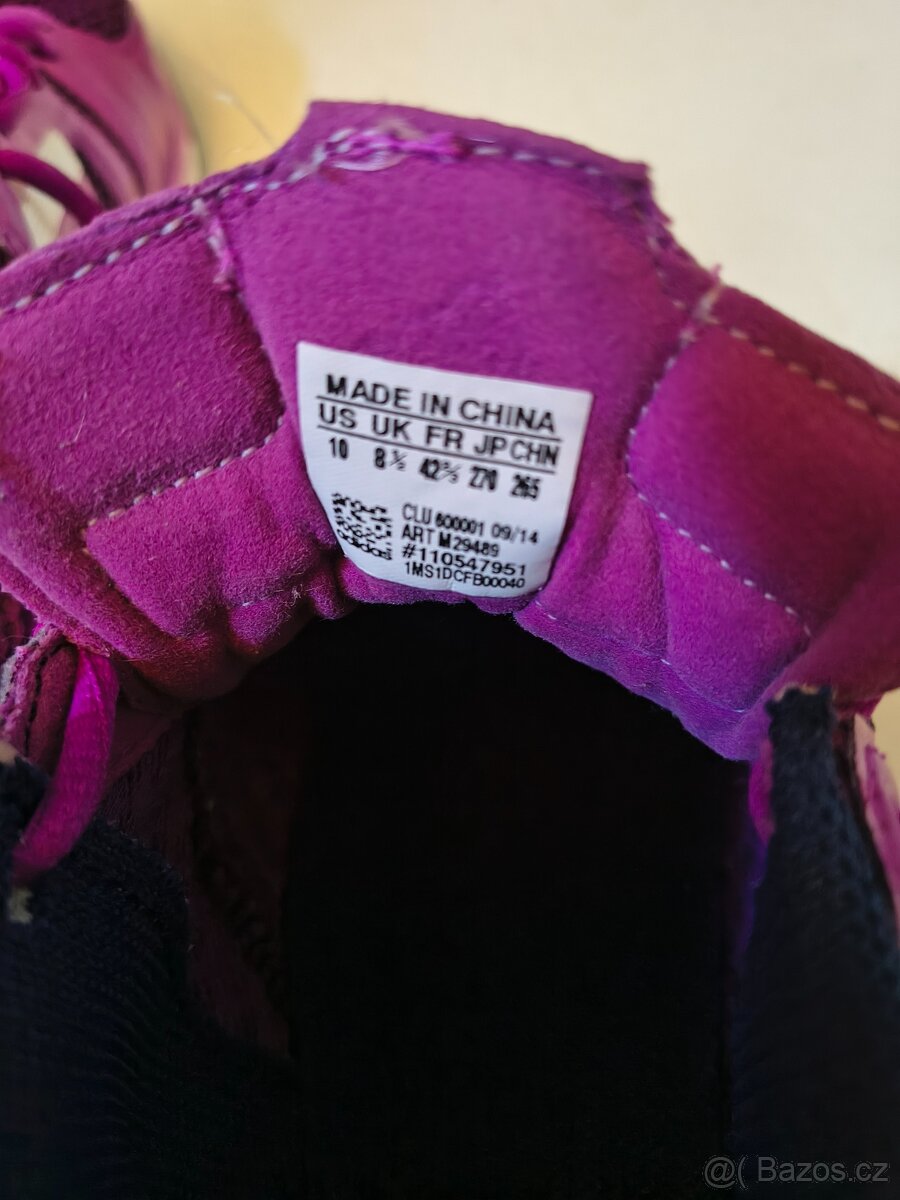 MADE IN CHINA
US UK FR JP CHN
10 8½ 42⅔ 270 265
CLU 600001 09/14
ART M29489
#110547951
1MS1DCFB00040
adidas
@( Bazos.cz